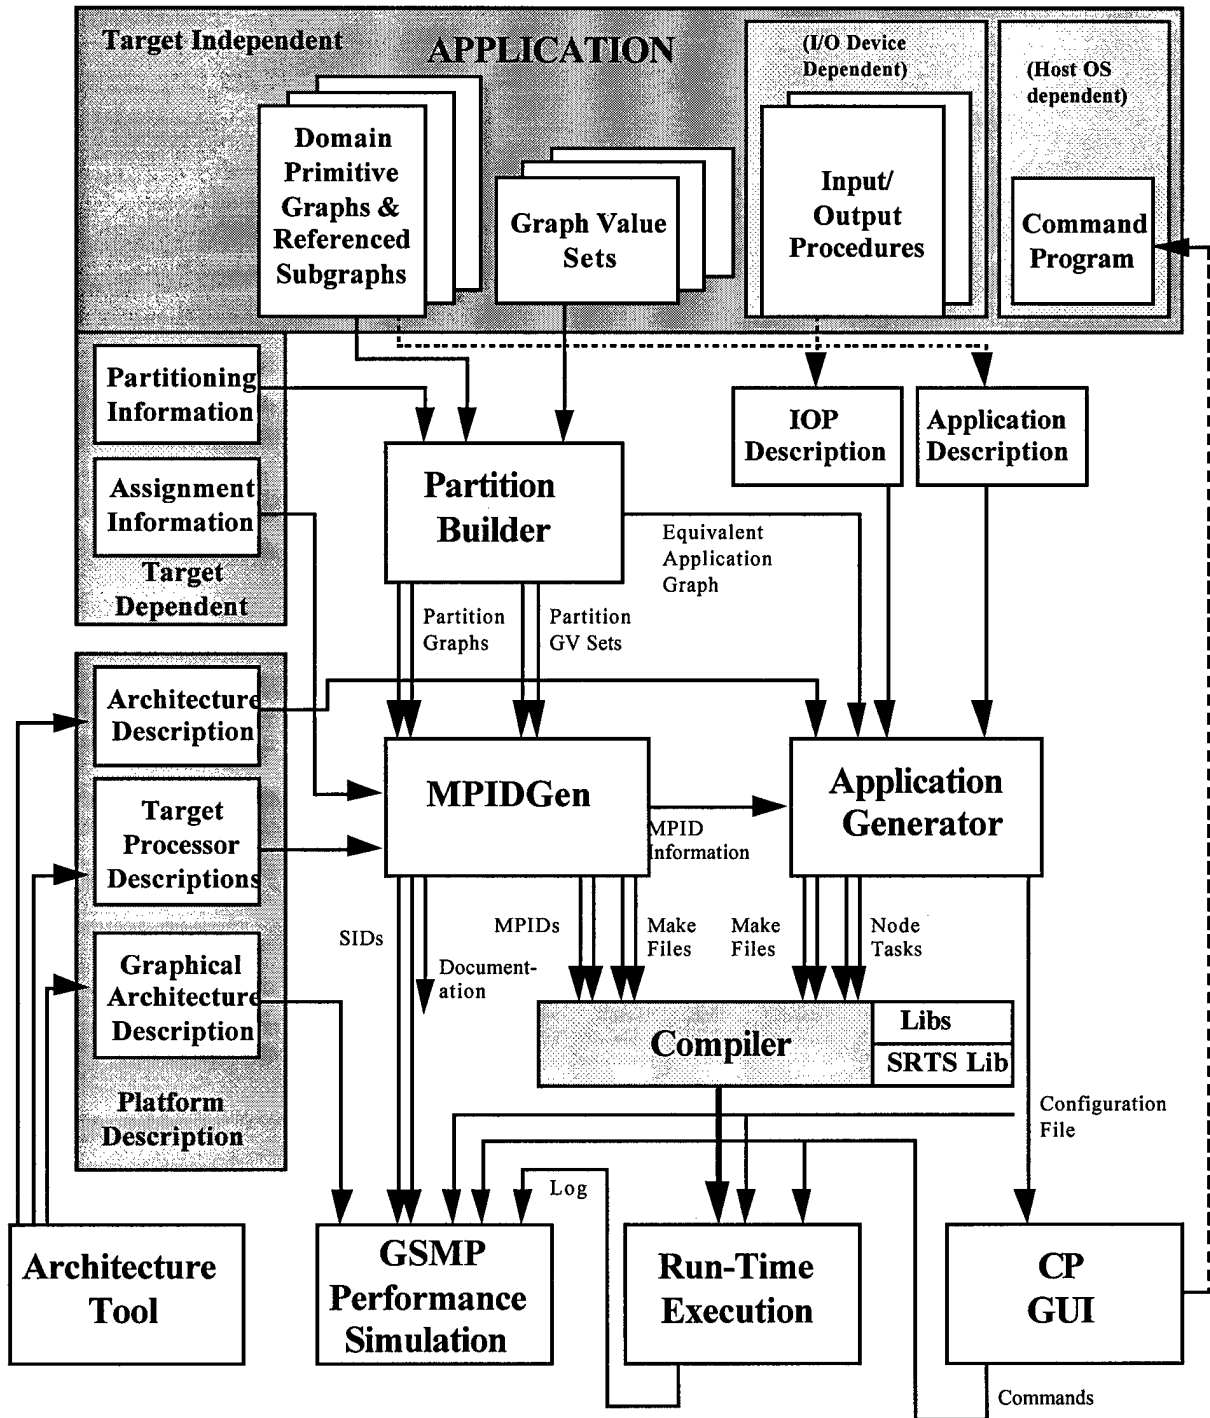 Target Independent
APPLICATION
(I/O Device
Dependent)
(Host OS
dependent)
Domain
Primitive
Graphs &
Referenced
Subgraphs
Graph Value
Sets
Input/
Output
Procedures
Command
Program
Partitioning
Information
Assignment
Information
Target
Dependent
IOP
Description
Application
Description
Partition
Builder
Equivalent
Application
Graph
Partition
Graphs
Partition
GV Sets
Architecture
Description
Target
Processor
Descriptions
Graphical
Architecture
Description
Platform
Description
MPIDGen
MPID
Information
Application
Generator
SIDs
Document-
ation
MPIDs
Make
Files
Make
Files
Node
Tasks
Compiler
Libs
SRTS Lib
Configuration
File
Log
Architecture
Tool
GSMP
Performance
Simulation
Run-Time
Execution
CP
GUI
Commands